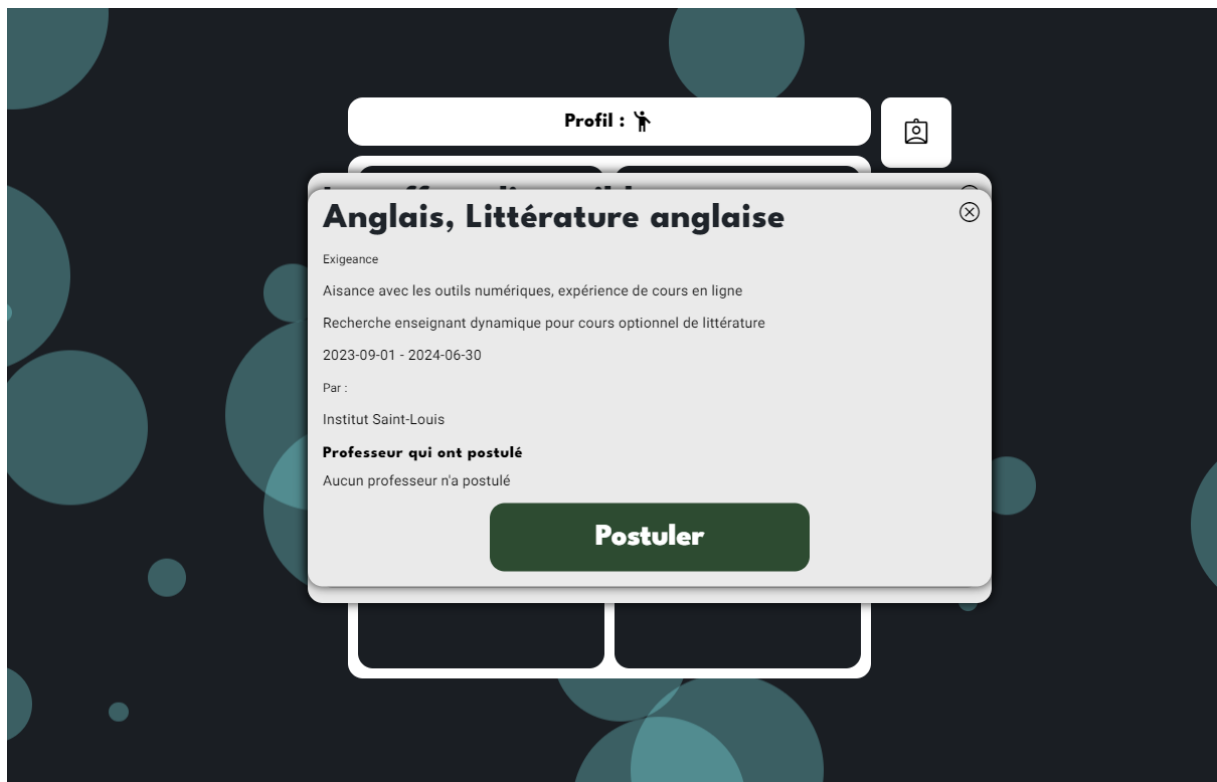 Profil :
Anglais, Littérature anglaise
Exigeance
Aisance avec les outils numériques, expérience de cours en ligne
Recherche enseignant dynamique pour cours optionnel de littérature
2023-09-01 - 2024-06-30
Par :
Institut Saint-Louis
Professeur qui ont postulé
Aucun professeur n'a postulé
Postuler